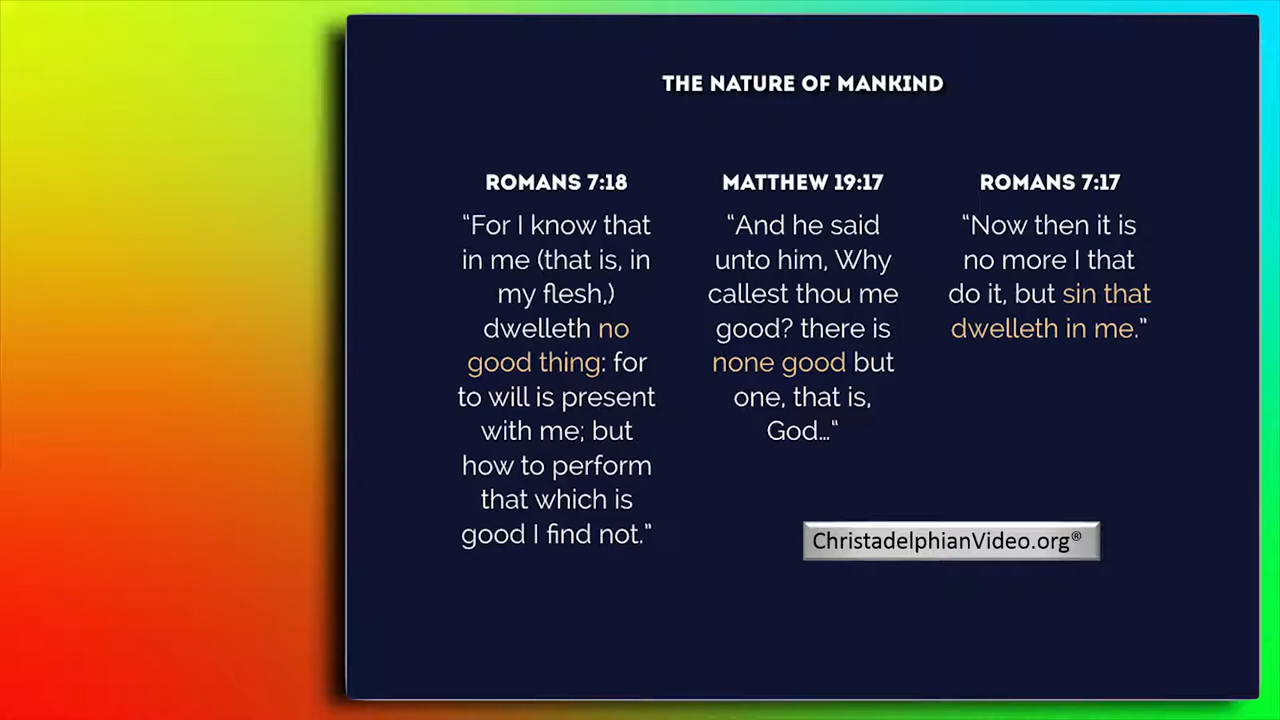 THE NATURE OF MANKIND
ROMANS 7:18
“For I know that
in me (that is, in
my flesh,)
dwelleth no
good thing: for
to will is present
with me; but
how to perform
that which is
good I find not.”
MATTHEW 19:17
“And he said
unto him, Why
callest thou me
good? there is
none good but
one, that is,
God…“
ROMANS 7:17
“Now then it is
no more I that
do it, but sin that
dwelleth in me.”
ChristadelphianVideo.org®